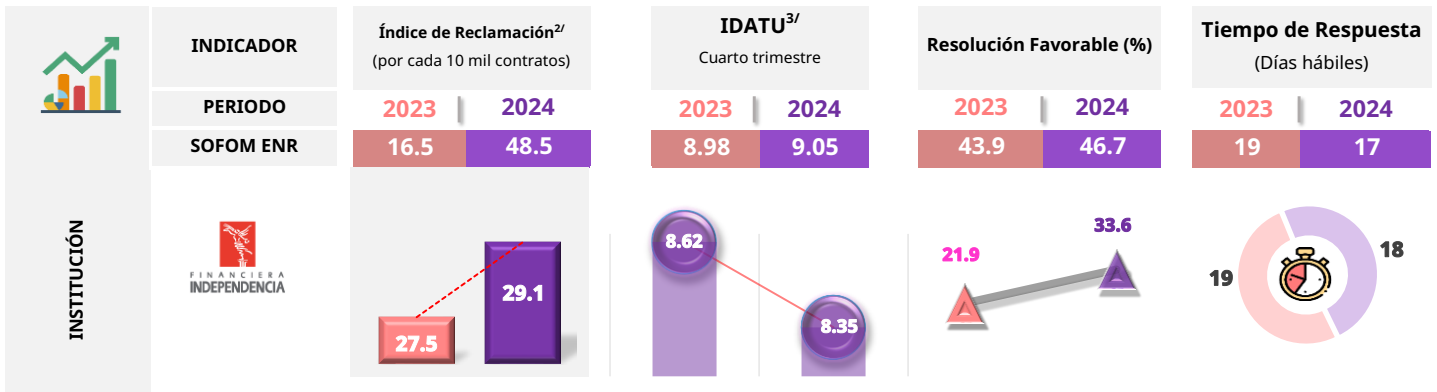 INDICADOR
Índice de Reclamación2/
(por cada 10 mil contratos)
IDATU3/
Cuarto trimestre
Resolución Favorable (%)
Tiempo de Respuesta
(Días hábiles)
PERIODO
2023 2024
2023 2024
2023 2024
2023 2024
SOFOM ENR
16.5 48.5
8.98 9.05
43.9 46.7
19 17
INSTITUCIÓN
FINANCIERA
INDEPENDENCIA
27.5
29.1
8.62
8.35
21.9
33.6
19
18